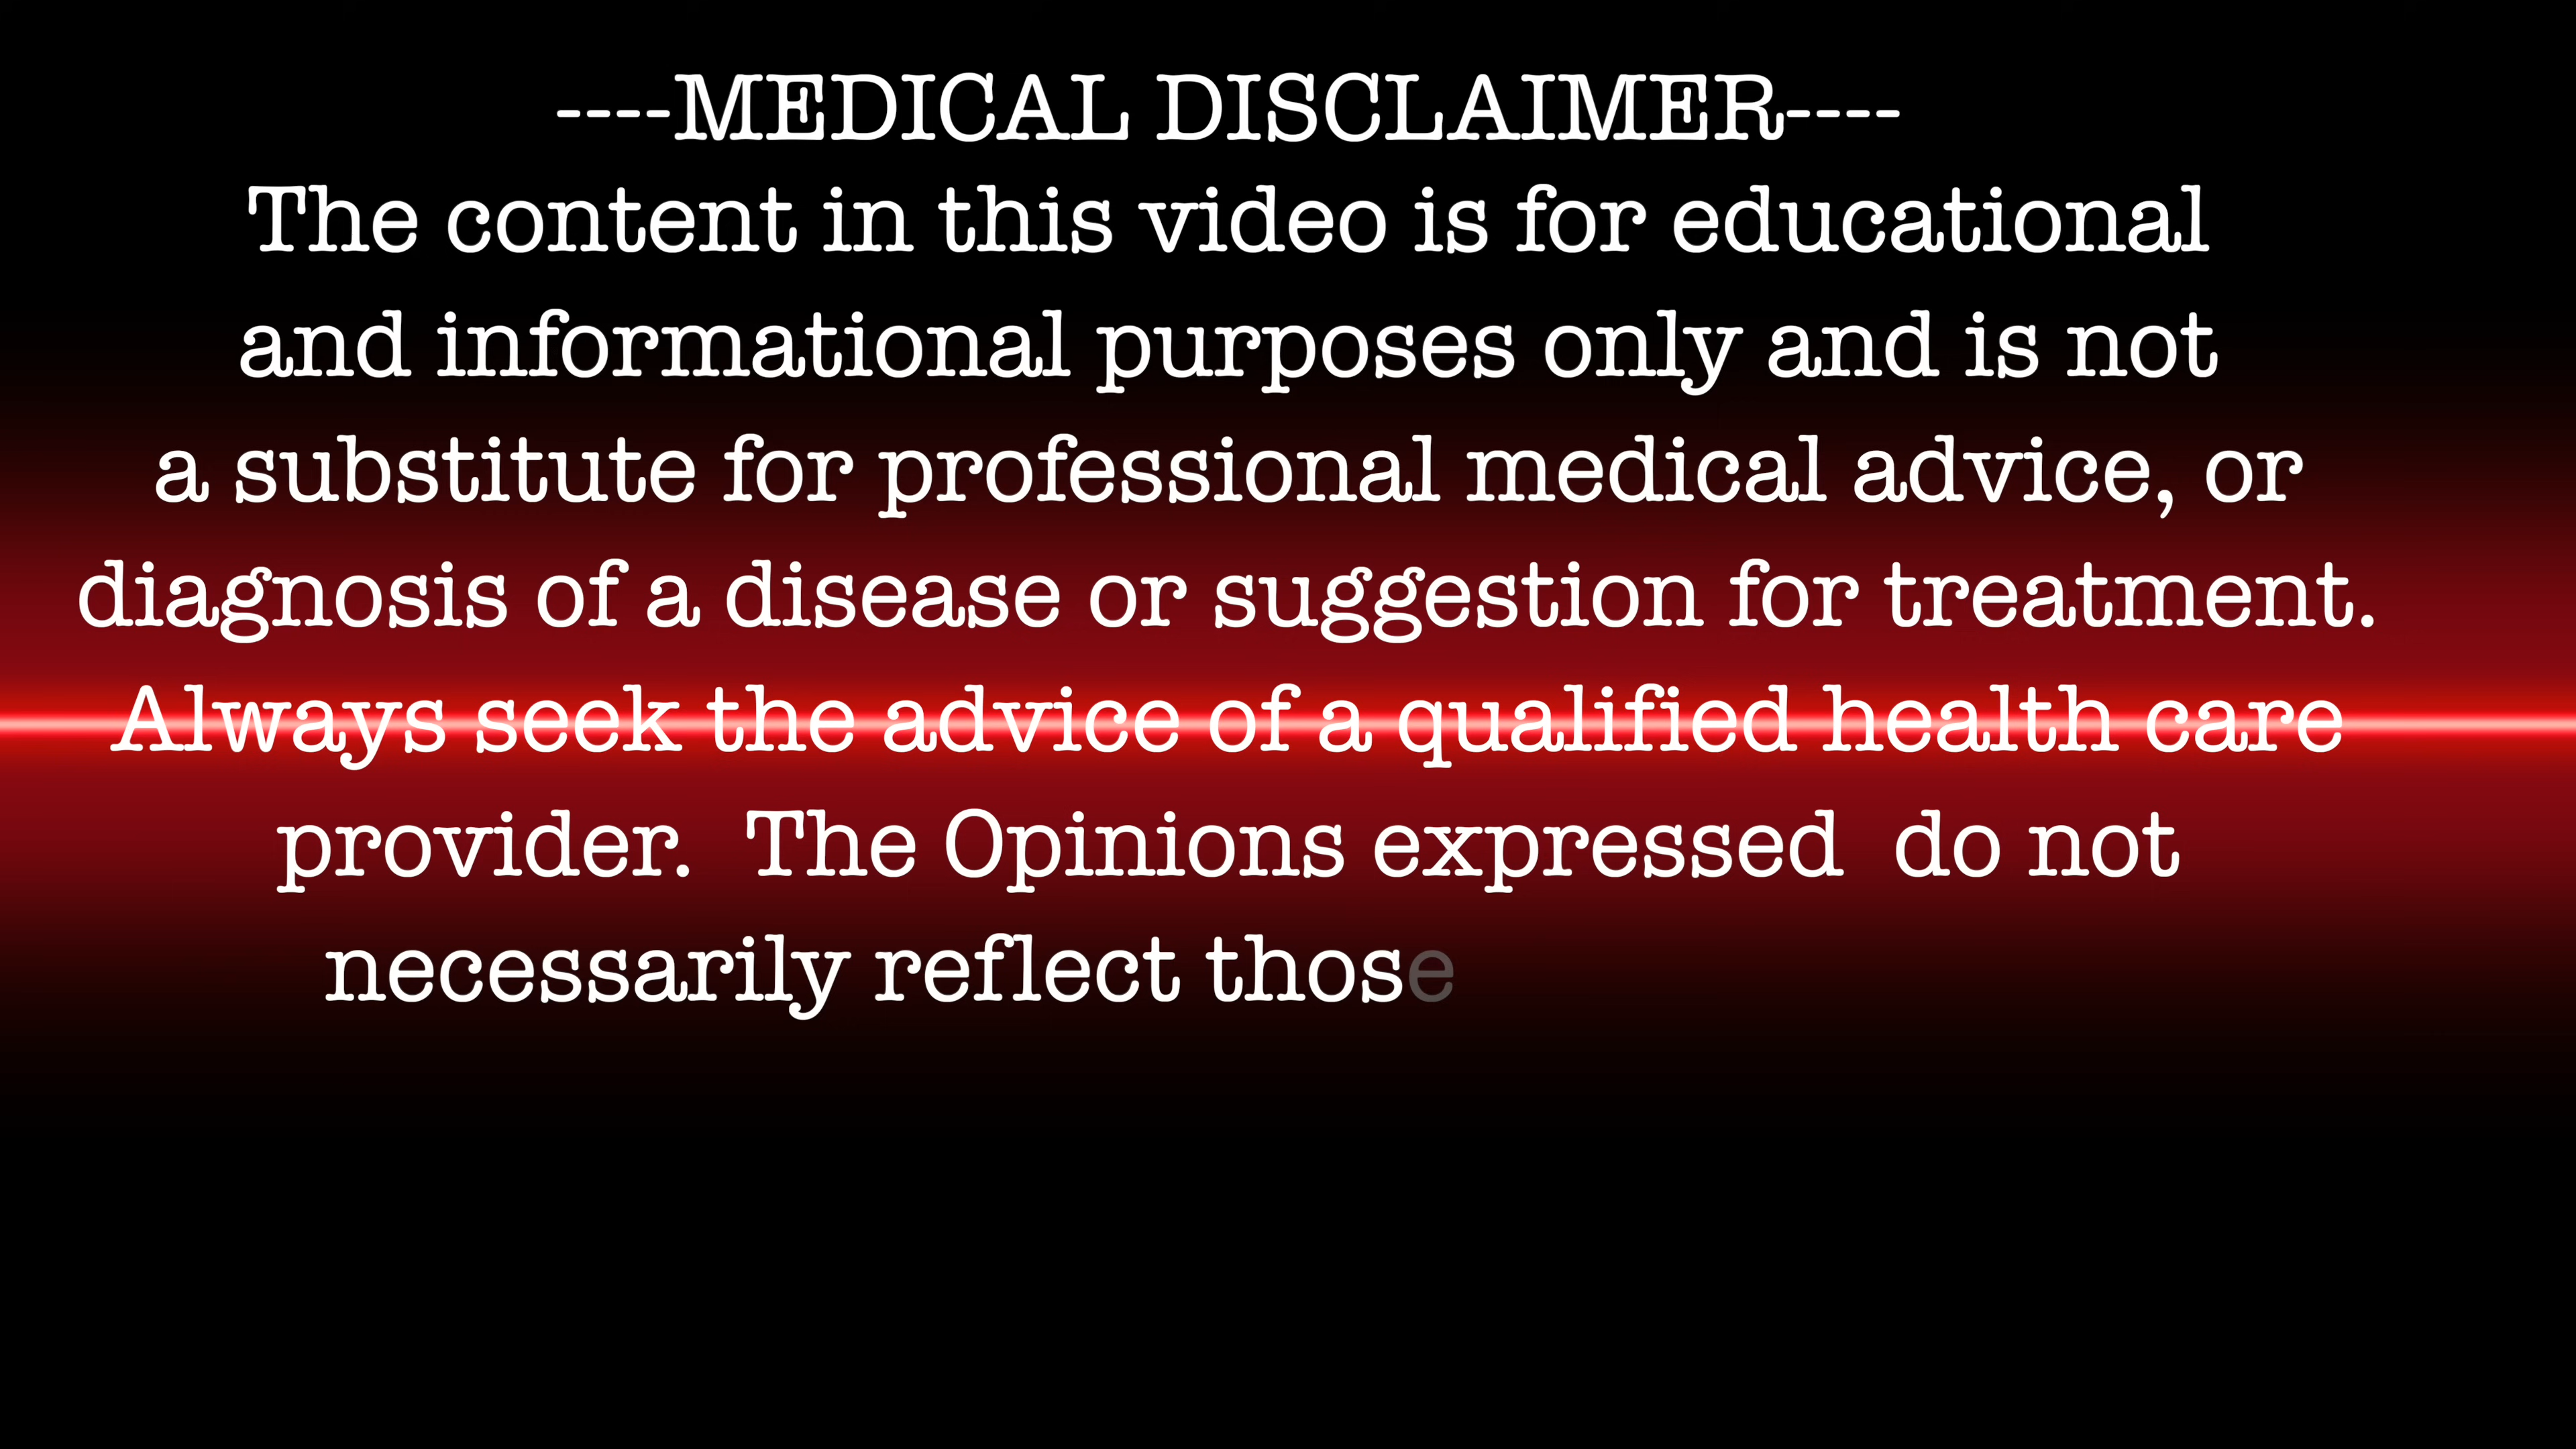 ----MEDICAL DISCLAIMER----
The content in this video is for educational
and informational purposes only and is not
a substitute for professional medical advice, or
diagnosis of a disease or suggestion for treatment.
Always seek the advice of a qualified health care
provider.  The Opinions expressed  do not
necessarily reflect those